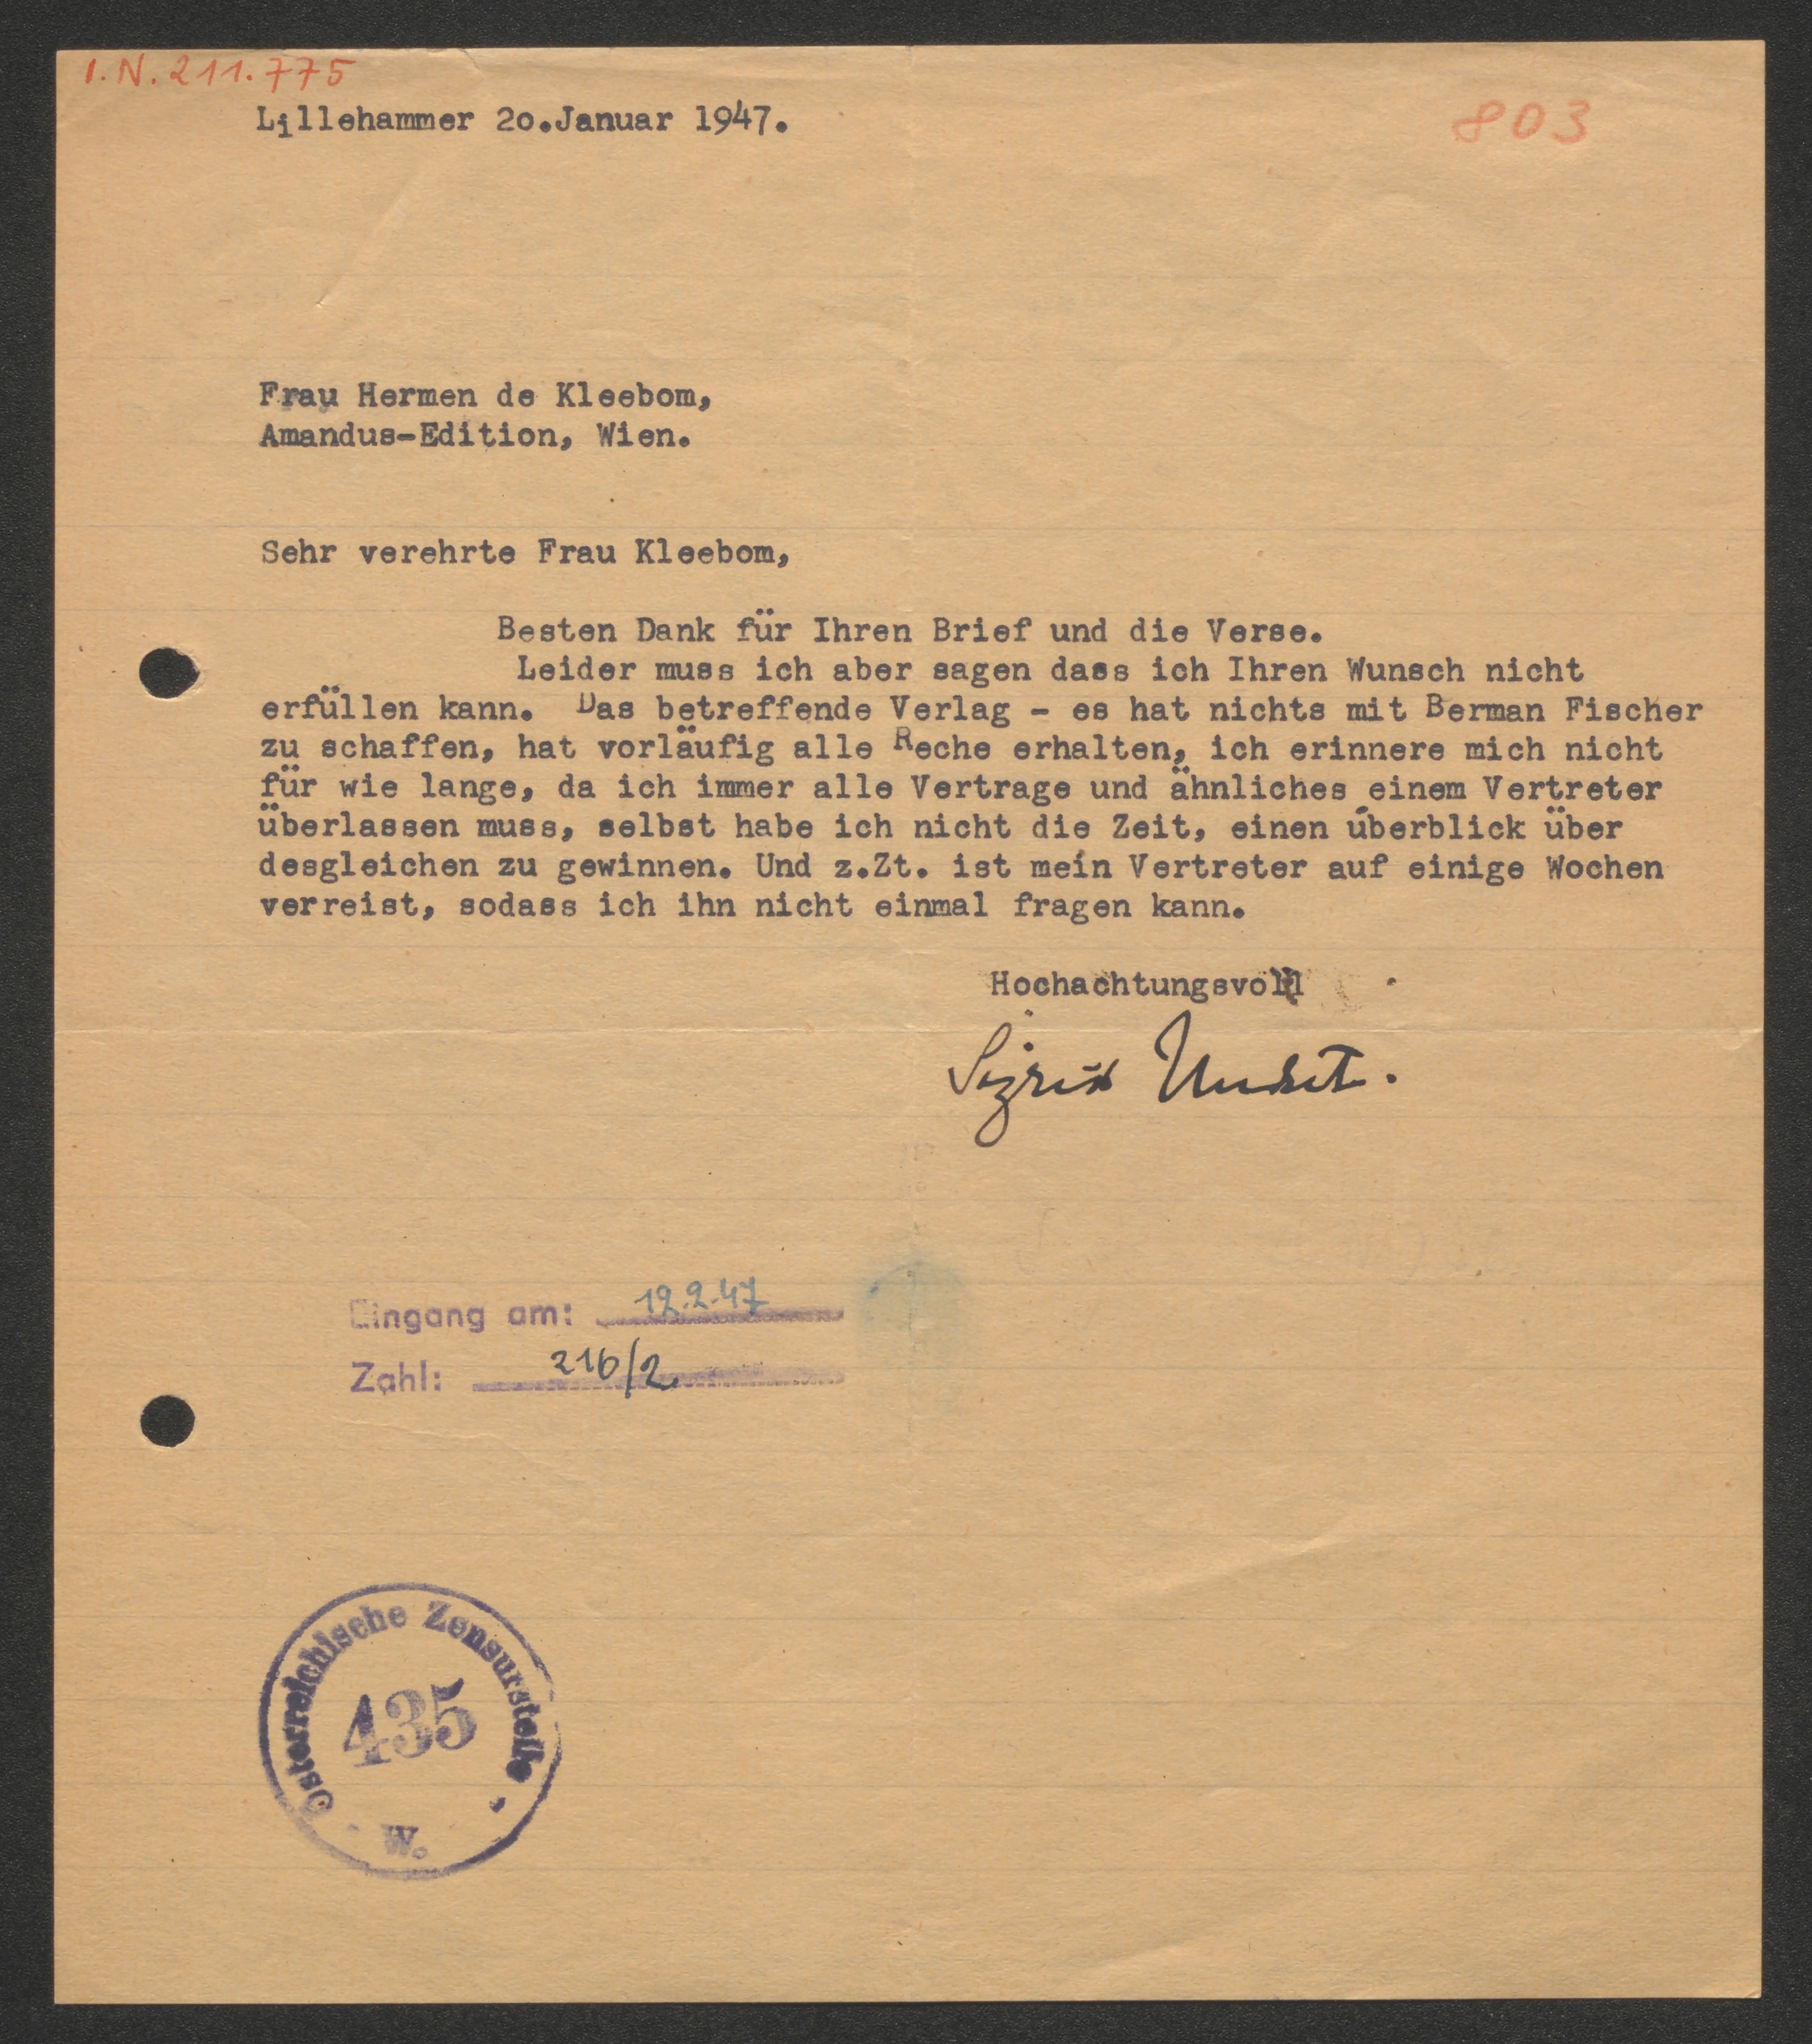 I.N. 211.775
Lillehammer 20.Januar 1947.
803
Frau Hermen de Kleebom,
Amandus-Edition, Wien.
Sehr verehrte Frau Kleebom,
Besten Dank für Ihren Brief und die Verse.
Leider muss ich aber sagen dass ich Ihren Wunsch nicht
erfüllen kann. Das betreffende Verlag - es hat nichts mit Berman Fischer
zu schaffen, hat vorläufig alle Reche erhalten, ich erinnere mich nicht
für wie lange, da ich immer alle Vertrage und ähnliches einem Vertreter
überlassen muss, selbst habe ich nicht die Zeit, einen úberblick über
desgleichen zu gewinnen. Und z.Zt. ist mein Vertreter auf einige Wochen
verreist, sodass ich ihn nicht einmal fragen kann.
Hochachtungsvoll
Sigrid Undset.
Eingang am: 12.2.47
Zahl: 216/2
Österreichische Zensurstelle
435
W.